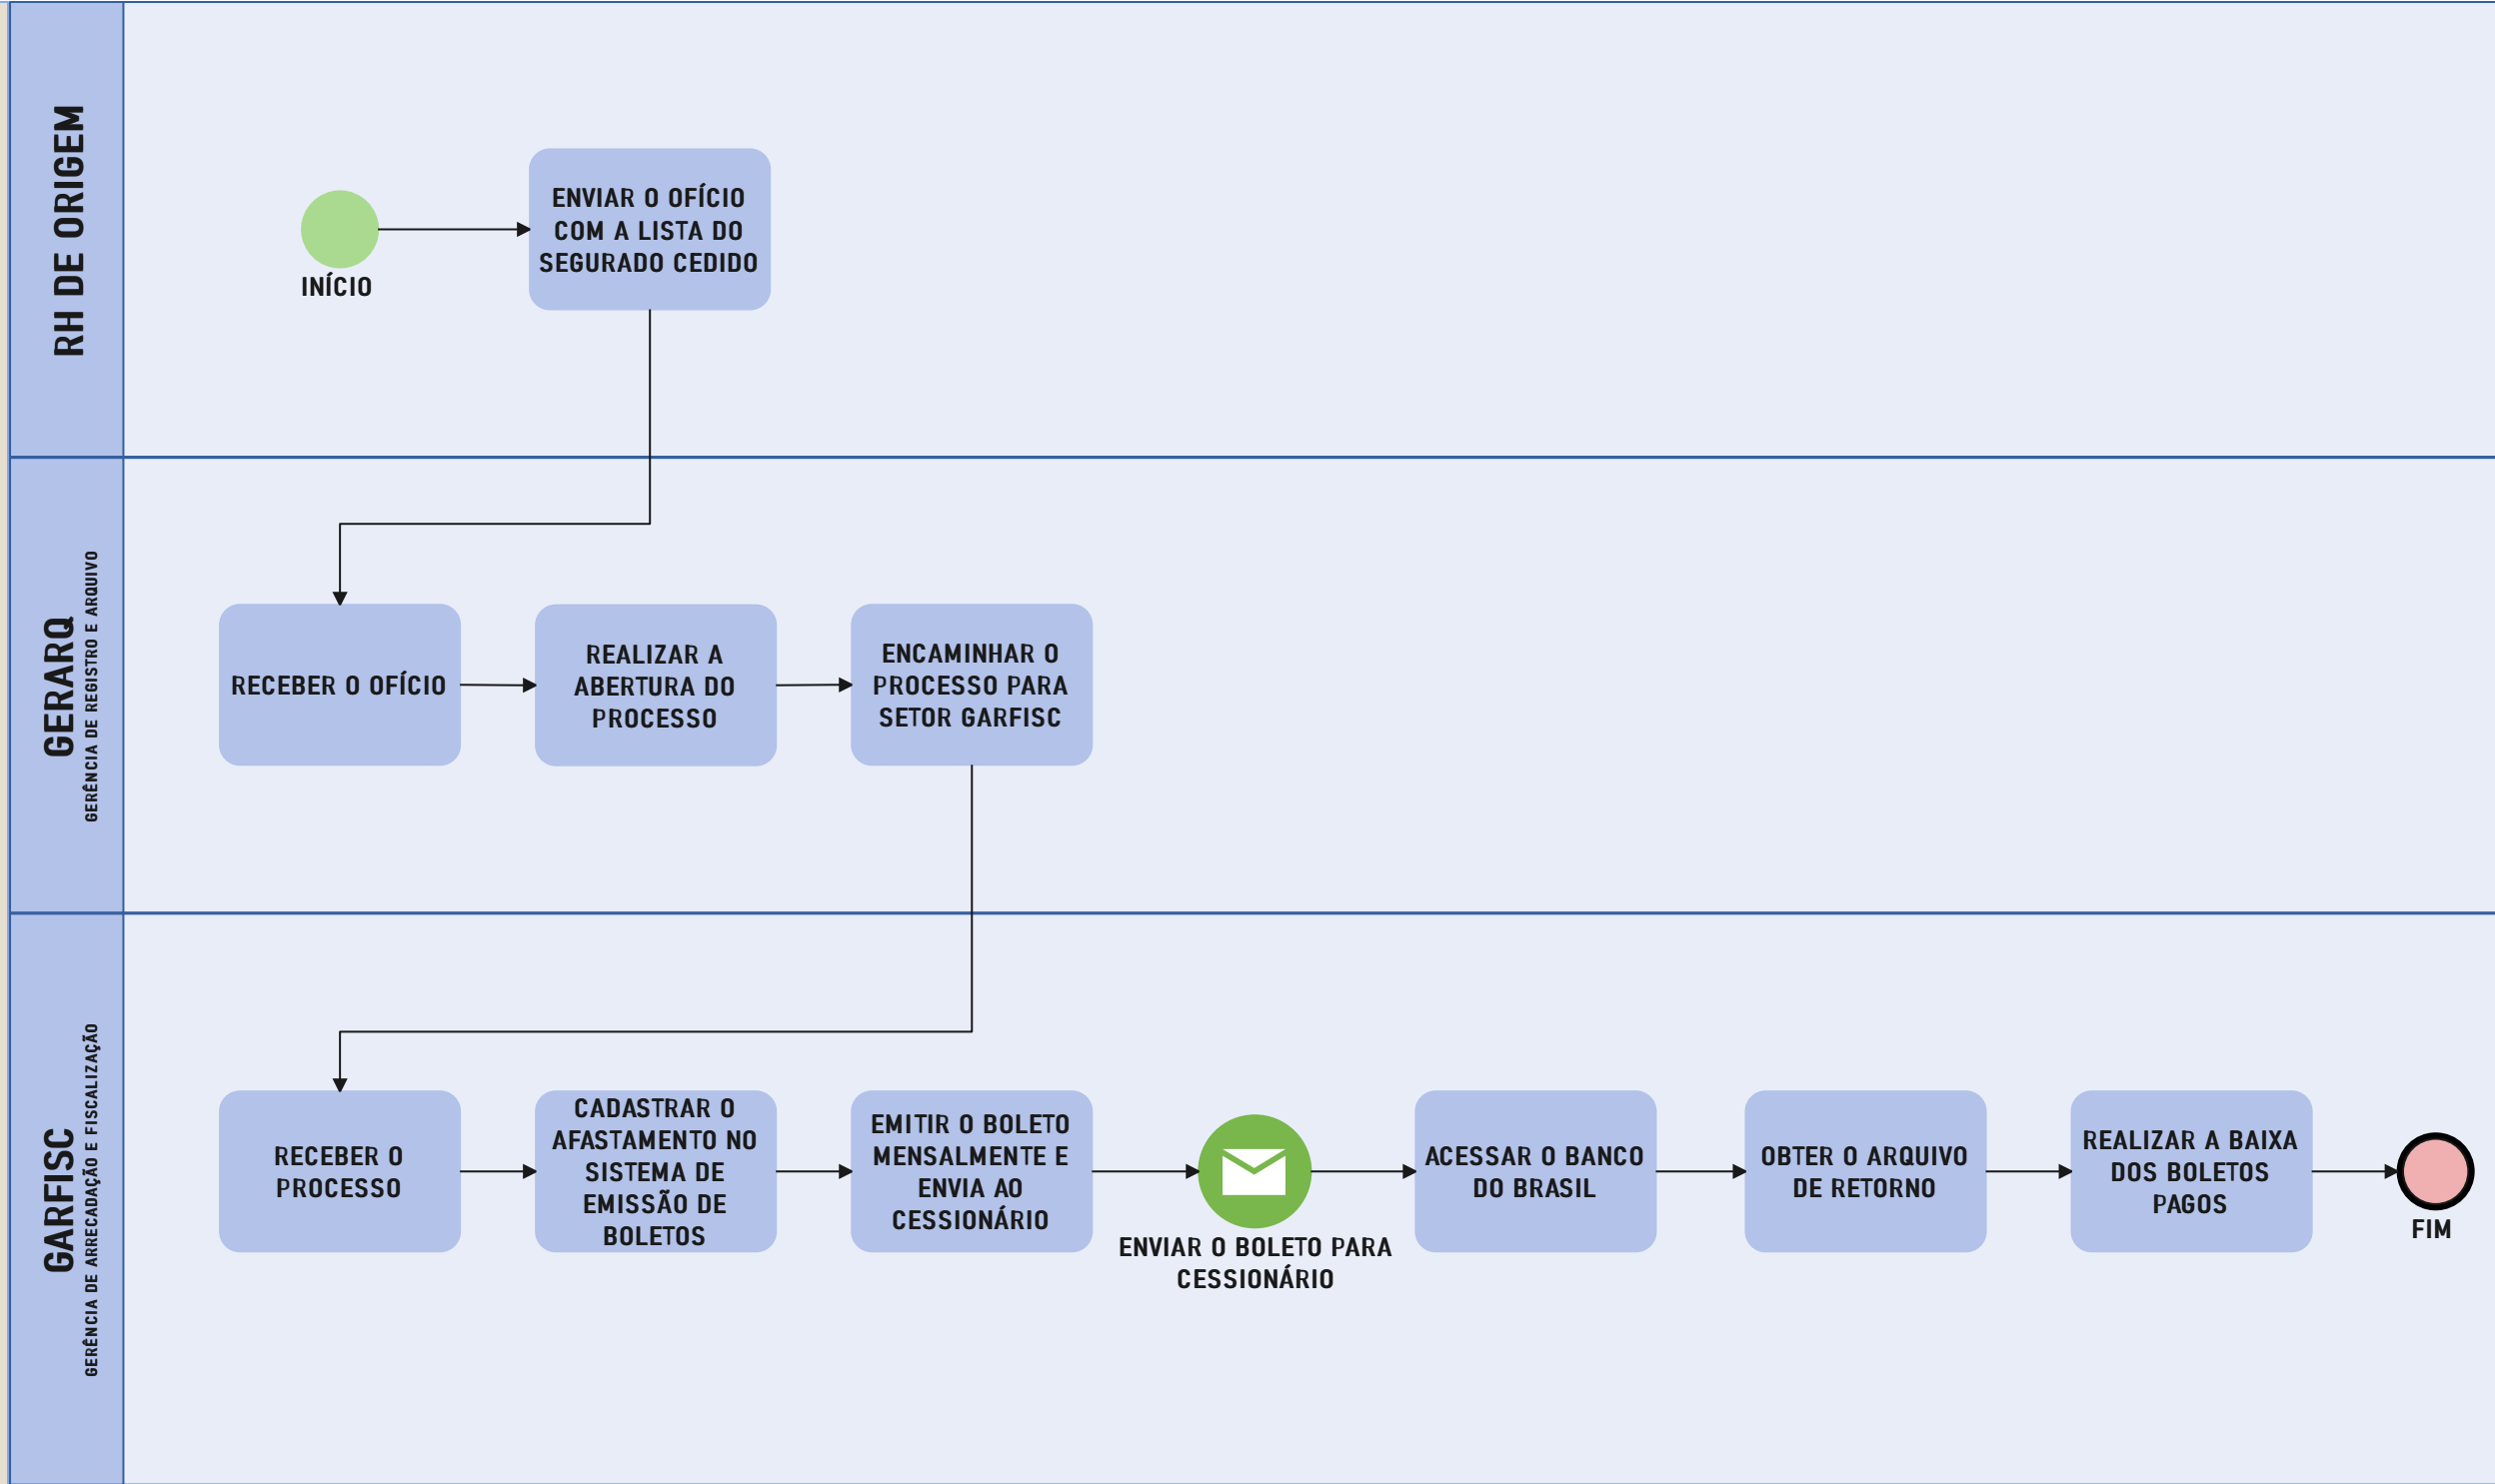 RH DE ORIGEM
INÍCIO
ENVIAR O OFÍCIO
COM A LISTA DO
SEGURADO CEDIDO
GERARQ
GERÊNCIA DE REGISTRO E ARQUIVO
RECEBER O OFÍCIO
REALIZAR A
ABERTURA DO
PROCESSO
ENCAMINHAR O
PROCESSO PARA
SETOR GARFISC
GARFISC
GERÊNCIA DE ARRECADAÇÃO E FISCALIZAÇÃO
RECEBER O
PROCESSO
CADASTRAR O
AFASTAMENTO NO
SISTEMA DE
EMISSÃO DE
BOLETOS
EMITIR O BOLETO
MENSALMENTE E
ENVIA AO
CESSIONÁRIO
ENVIAR O BOLETO PARA
CESSIONÁRIO
ACESSAR O BANCO
DO BRASIL
OBTER O ARQUIVO
DE RETORNO
REALIZAR A BAIXA
DOS BOLETOS
PAGOS
FIM